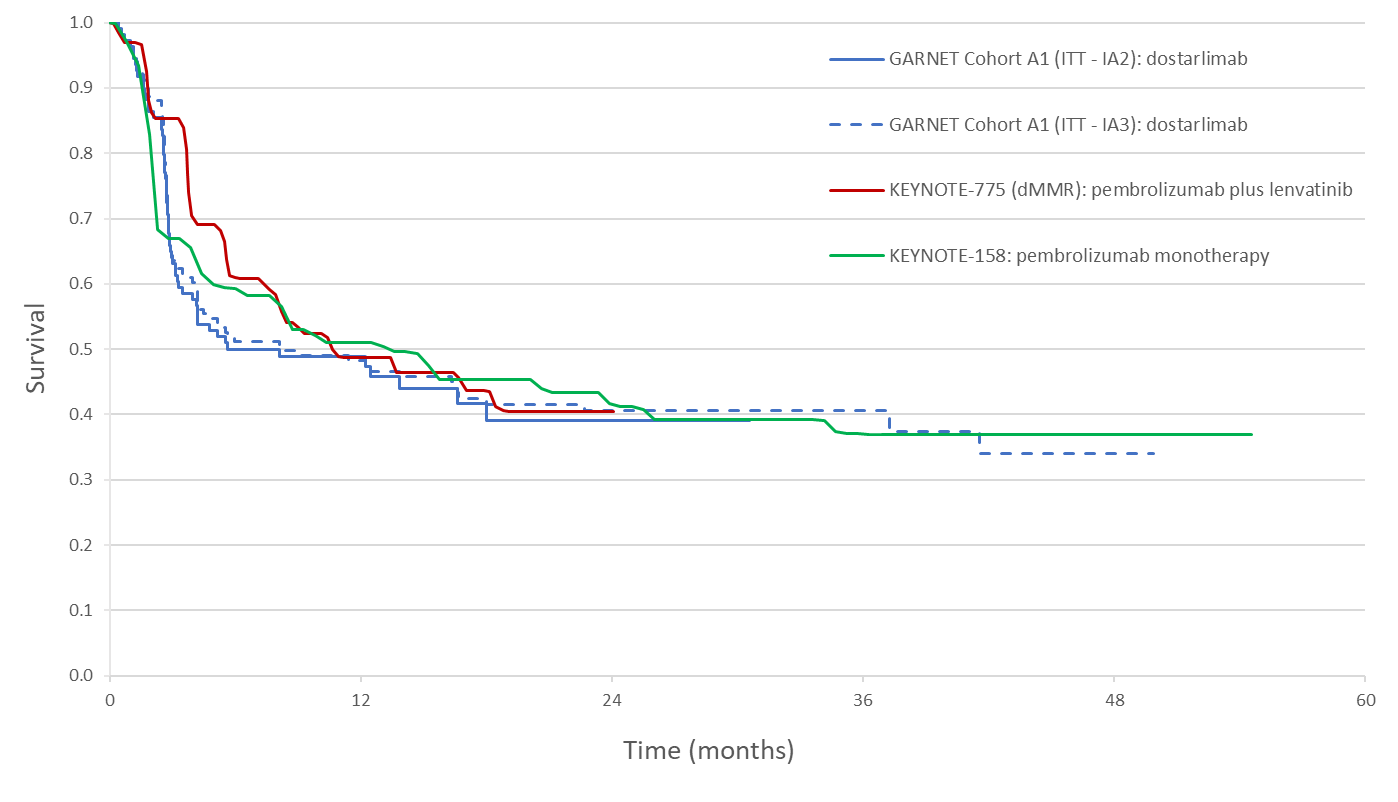 1.0
0.9
0.8
0.7
0.6
0.5
0.4
0.3
0.2
0.1
0.0
Survival
GARNET Cohort A1 (ITT - IA2): dostarlimab
GARNET Cohort A1 (ITT - IA3): dostarlimab
KEYNOTE-775 (dMMR): pembrolizumab plus lenvatinib
KEYNOTE-158: pembrolizumab monotherapy
0 12 24 36 48 60
Time (months)